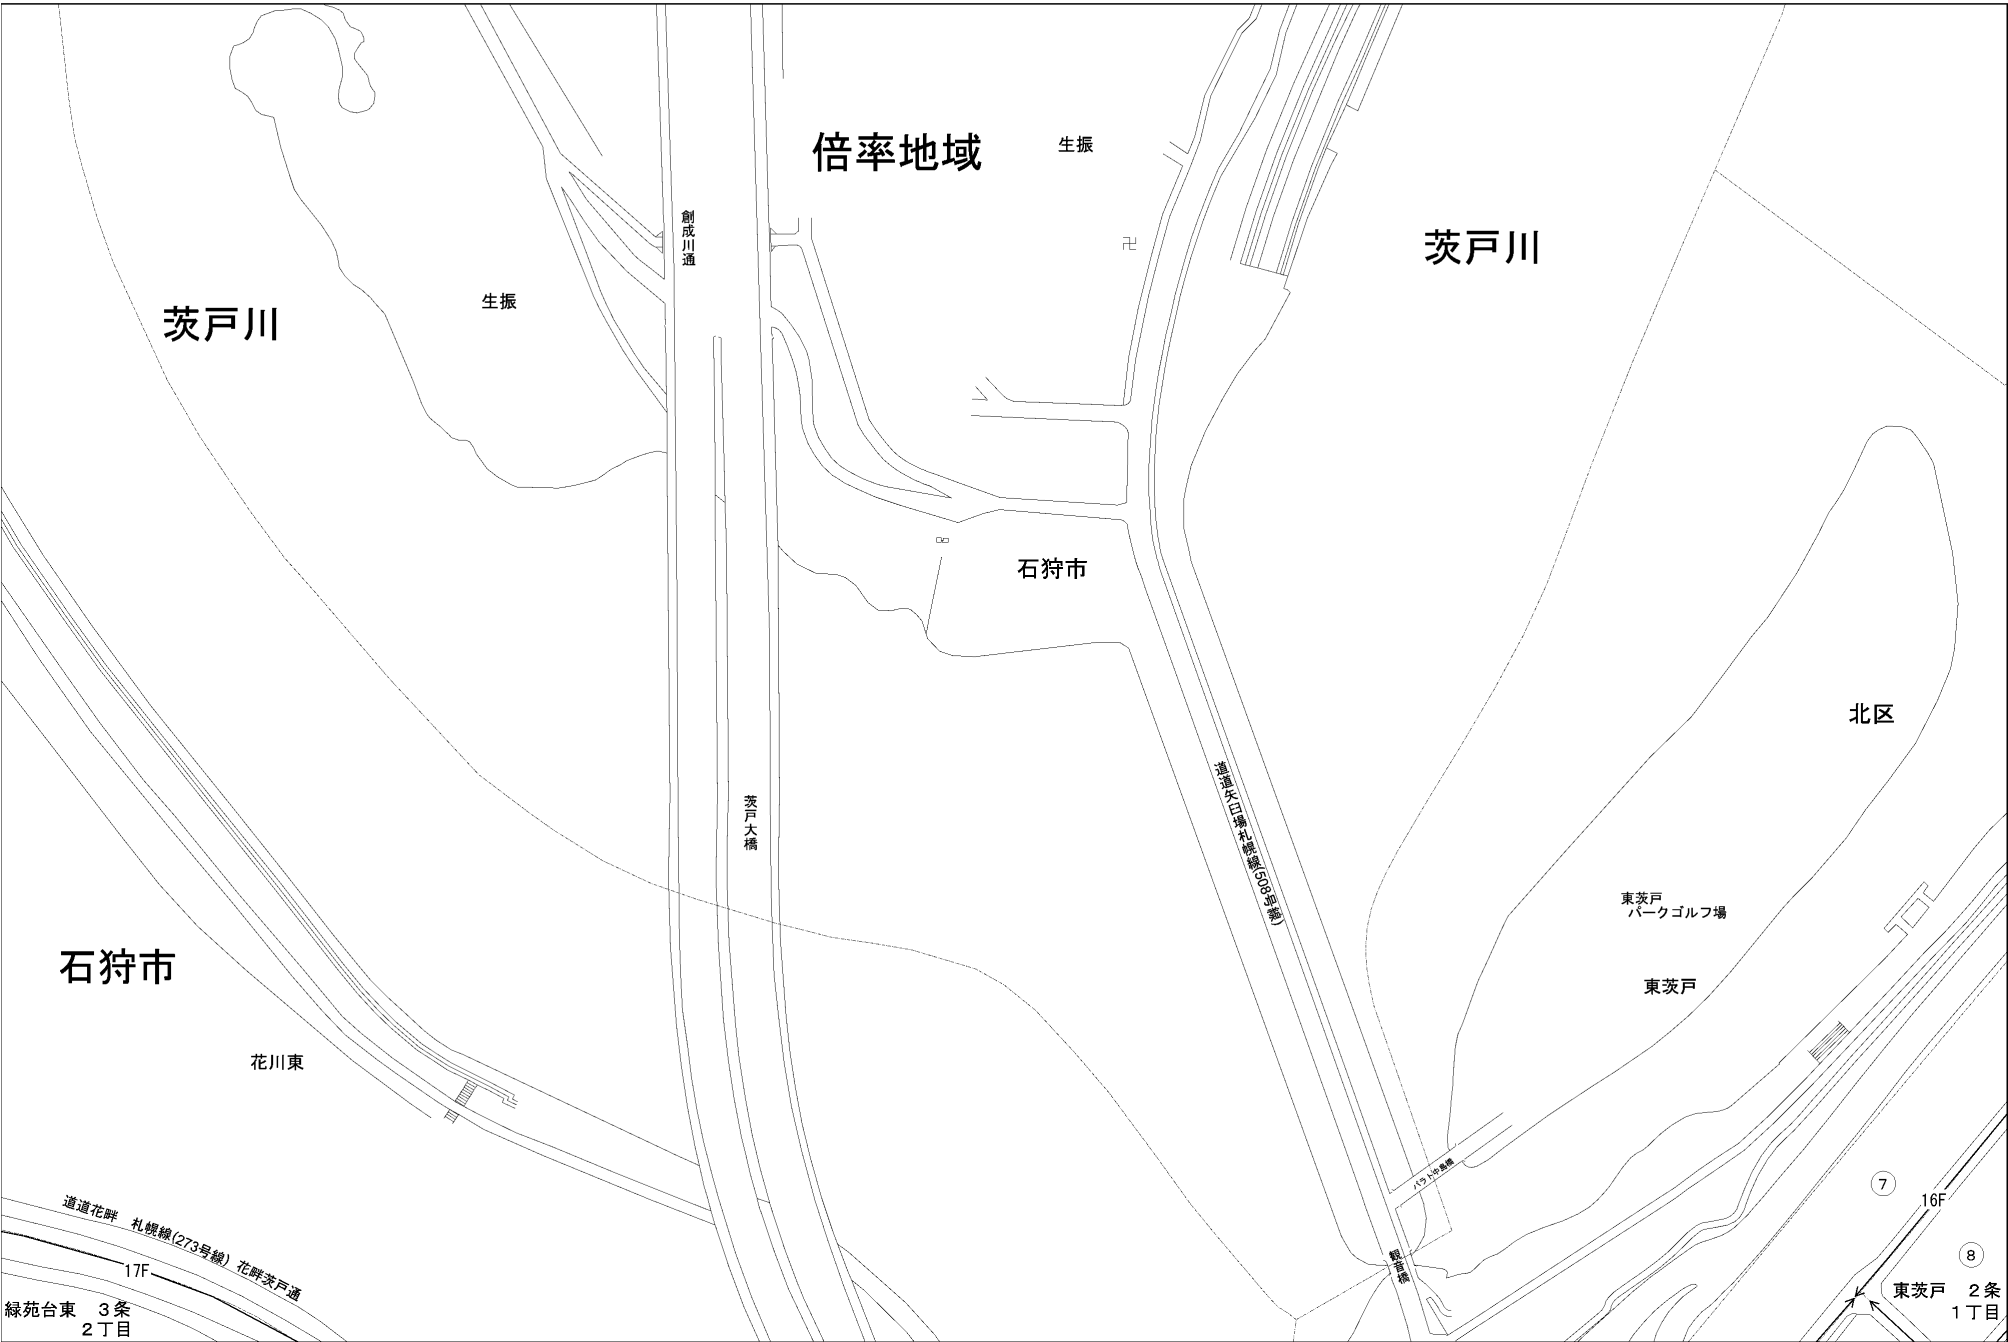 倍率地域
生振
茨戸川
創成川通
生振
茨戸川
石狩市
北区
道道矢臼場札幌線(508号線)
茨戸大橋
東茨戸
パークゴルフ場
東茨戸
石狩市
花川東
バラト中島橋
7
16F
観音橋
8
道道花畔 札幌線(273号線) 花畔茨戸通
17F
緑苑台東 3条
2丁目
東茨戸 2条
1丁目